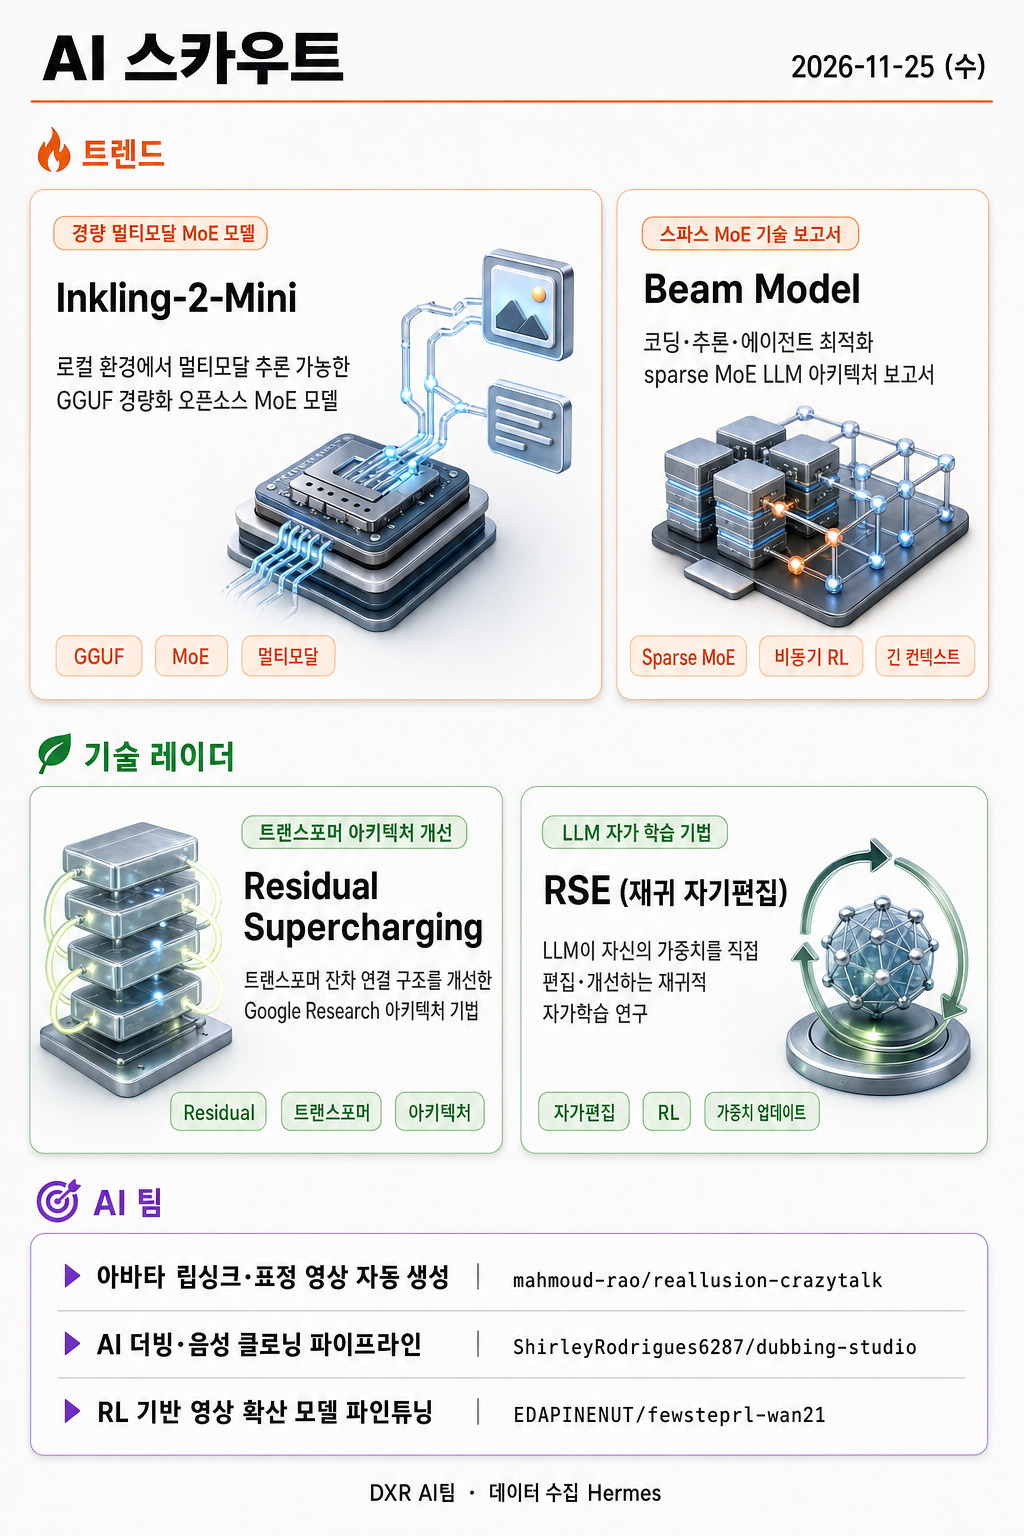 AI 스카우트
2026-11-25 (수)
트렌드
경량 멀티모달 MoE 모델
Inkling-2-Mini
로컬 환경에서 멀티모달 추론 가능한
GGUF 경량화 오픈소스 MoE 모델
GGUF
MoE
멀티모달
스파스 MoE 기술 보고서
Beam Model
코딩·추론·에이전트 최적화
sparse MoE LLM 아키텍처 보고서
Sparse MoE
비동기 RL
긴 컨텍스트
기술 레이더
트랜스포머 아키텍처 개선
Residual
Supercharging
트랜스포머 잔차 연결 구조를 개선한
Google Research 아키텍처 기법
Residual
트랜스포머
아키텍처
LLM 자가 학습 기법
RSE (재귀 자기편집)
LLM이 자신의 가중치를 직접
편집·개선하는 재귀적
자가학습 연구
자가편집
RL
가중치 업데이트
AI 팀
아바타 립싱크·표정 영상 자동 생성 | mahmoud-rao/reallusion-crazytalk
AI 더빙·음성 클로닝 파이프라인 | ShirleyRodrigues6287/dubbing-studio
RL 기반 영상 확산 모델 파인튜닝 | EDAPINENUT/fewsteprl-wan21
DXR AI팀 · 데이터 수집 Hermes